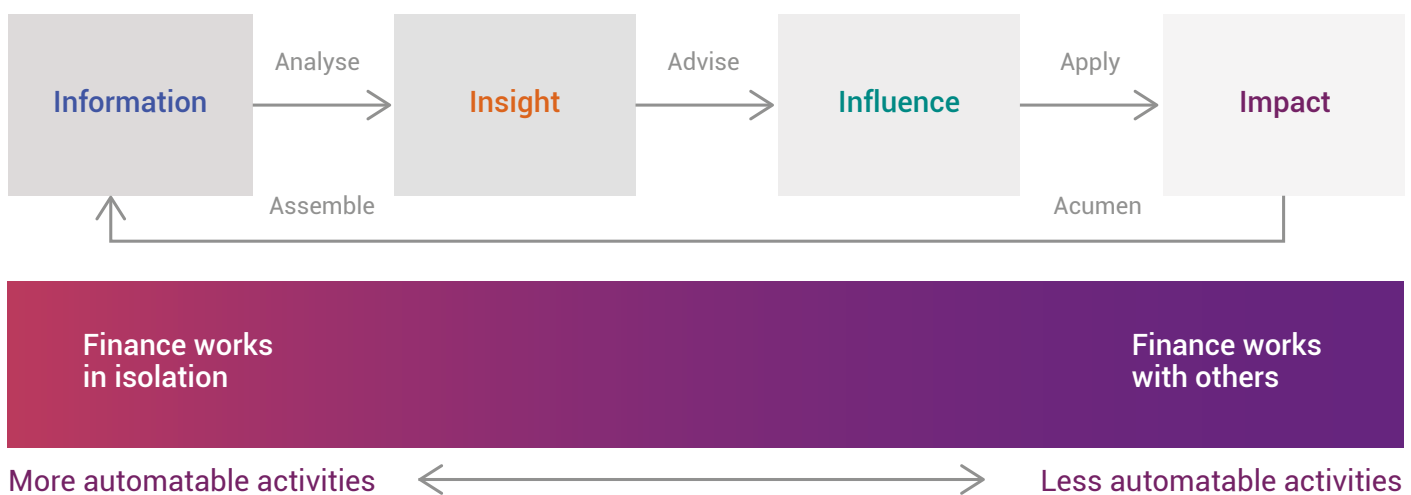 Analyse
Advise
Apply
Information
Insight
Influence
Impact
Assemble
Acumen
Finance works
in isolation
Finance works
with others
More automatable activities
Less automatable activities